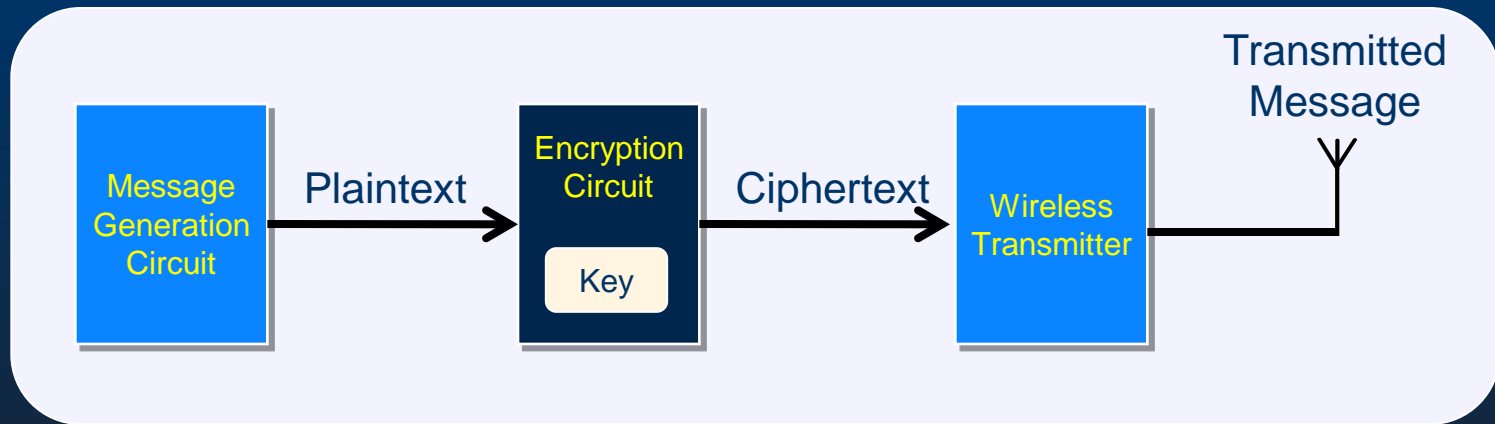 Message
Generation
Circuit
Plaintext
Encryption
Circuit
Key
Ciphertext
Wireless
Transmitter
Transmitted
Message